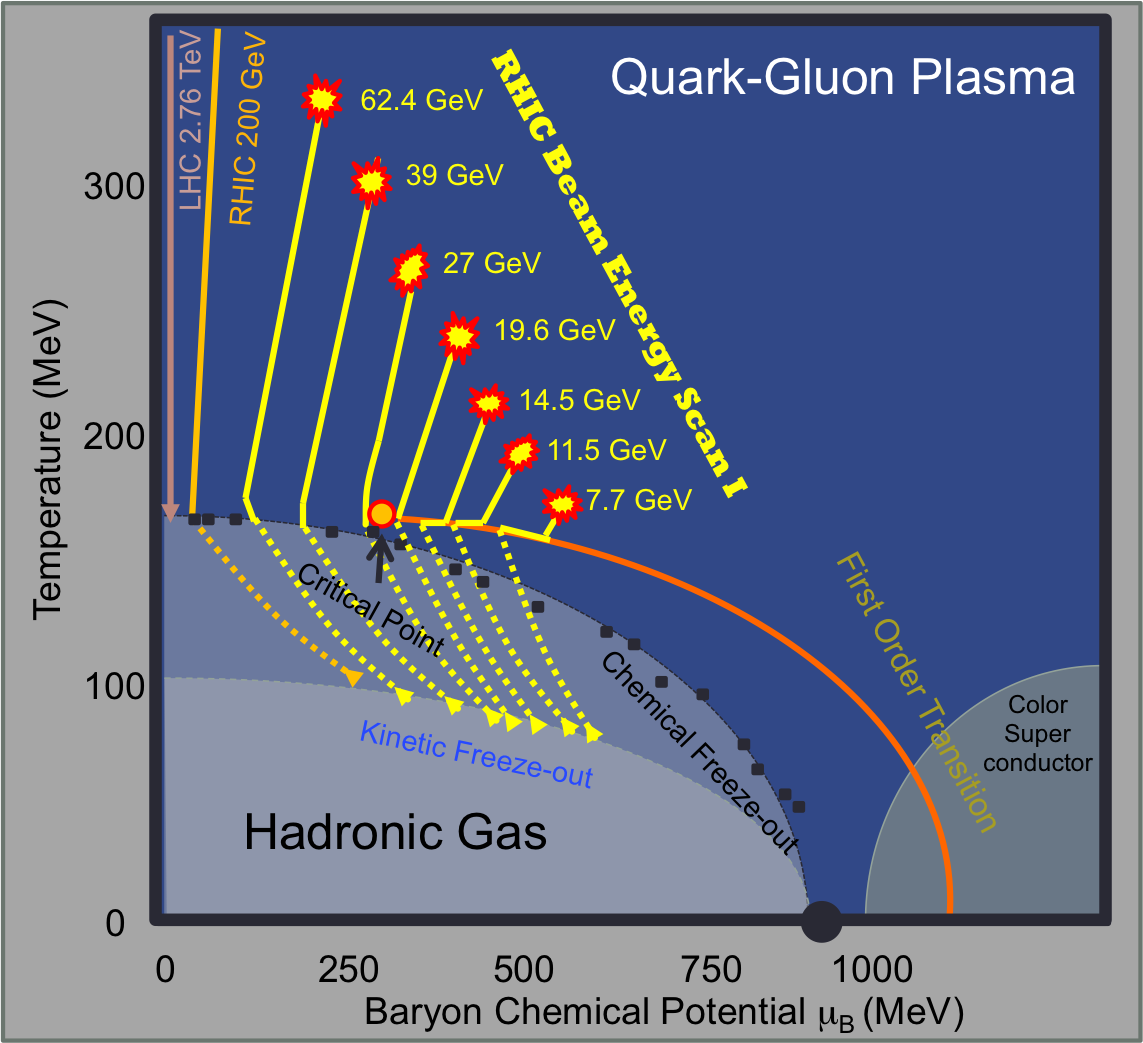 Quark-Gluon Plasma
LHC 2.76 TeV
RHIC 200 GeV
RHIC Beam Energy Scan I
62.4 GeV
39 GeV
27 GeV
19.6 GeV
14.5 GeV
11.5 GeV
7.7 GeV
300
200
100
0
Temperature (MeV)
Critical Point
Chemical Freeze-out
First Order Transition
Color
Super
conductor
Kinetic Freeze-out
Hadronic Gas
0 250 500 750 1000
Baryon Chemical Potential μB (MeV)